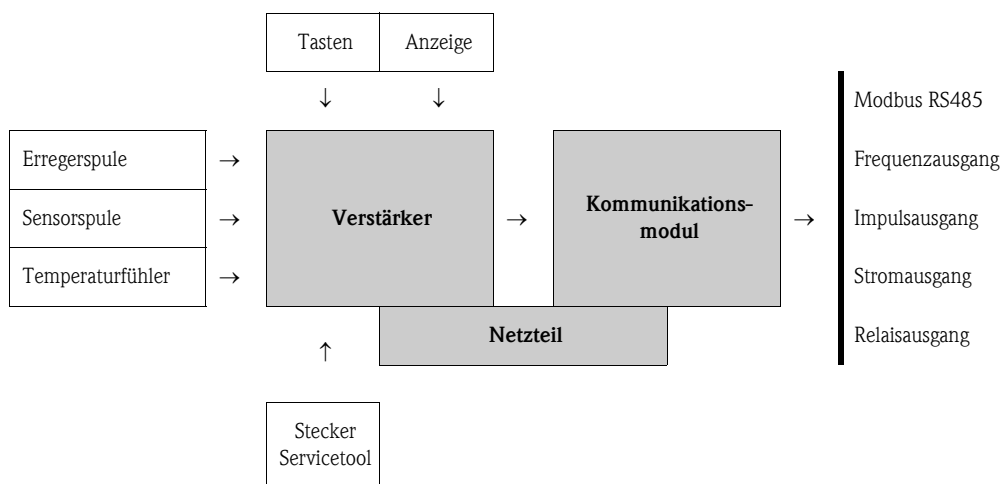 Tasten
Anzeige
↓
↓
Modbus RS485
Erregerspule
→
Frequenzausgang
Sensorspule
→
Verstärker
→
Kommunikations-
modul
→
Impulsausgang
Temperaturfühler
→
Stromausgang
Netzteil
Relaisausgang
↑
Stecker
Servicetool